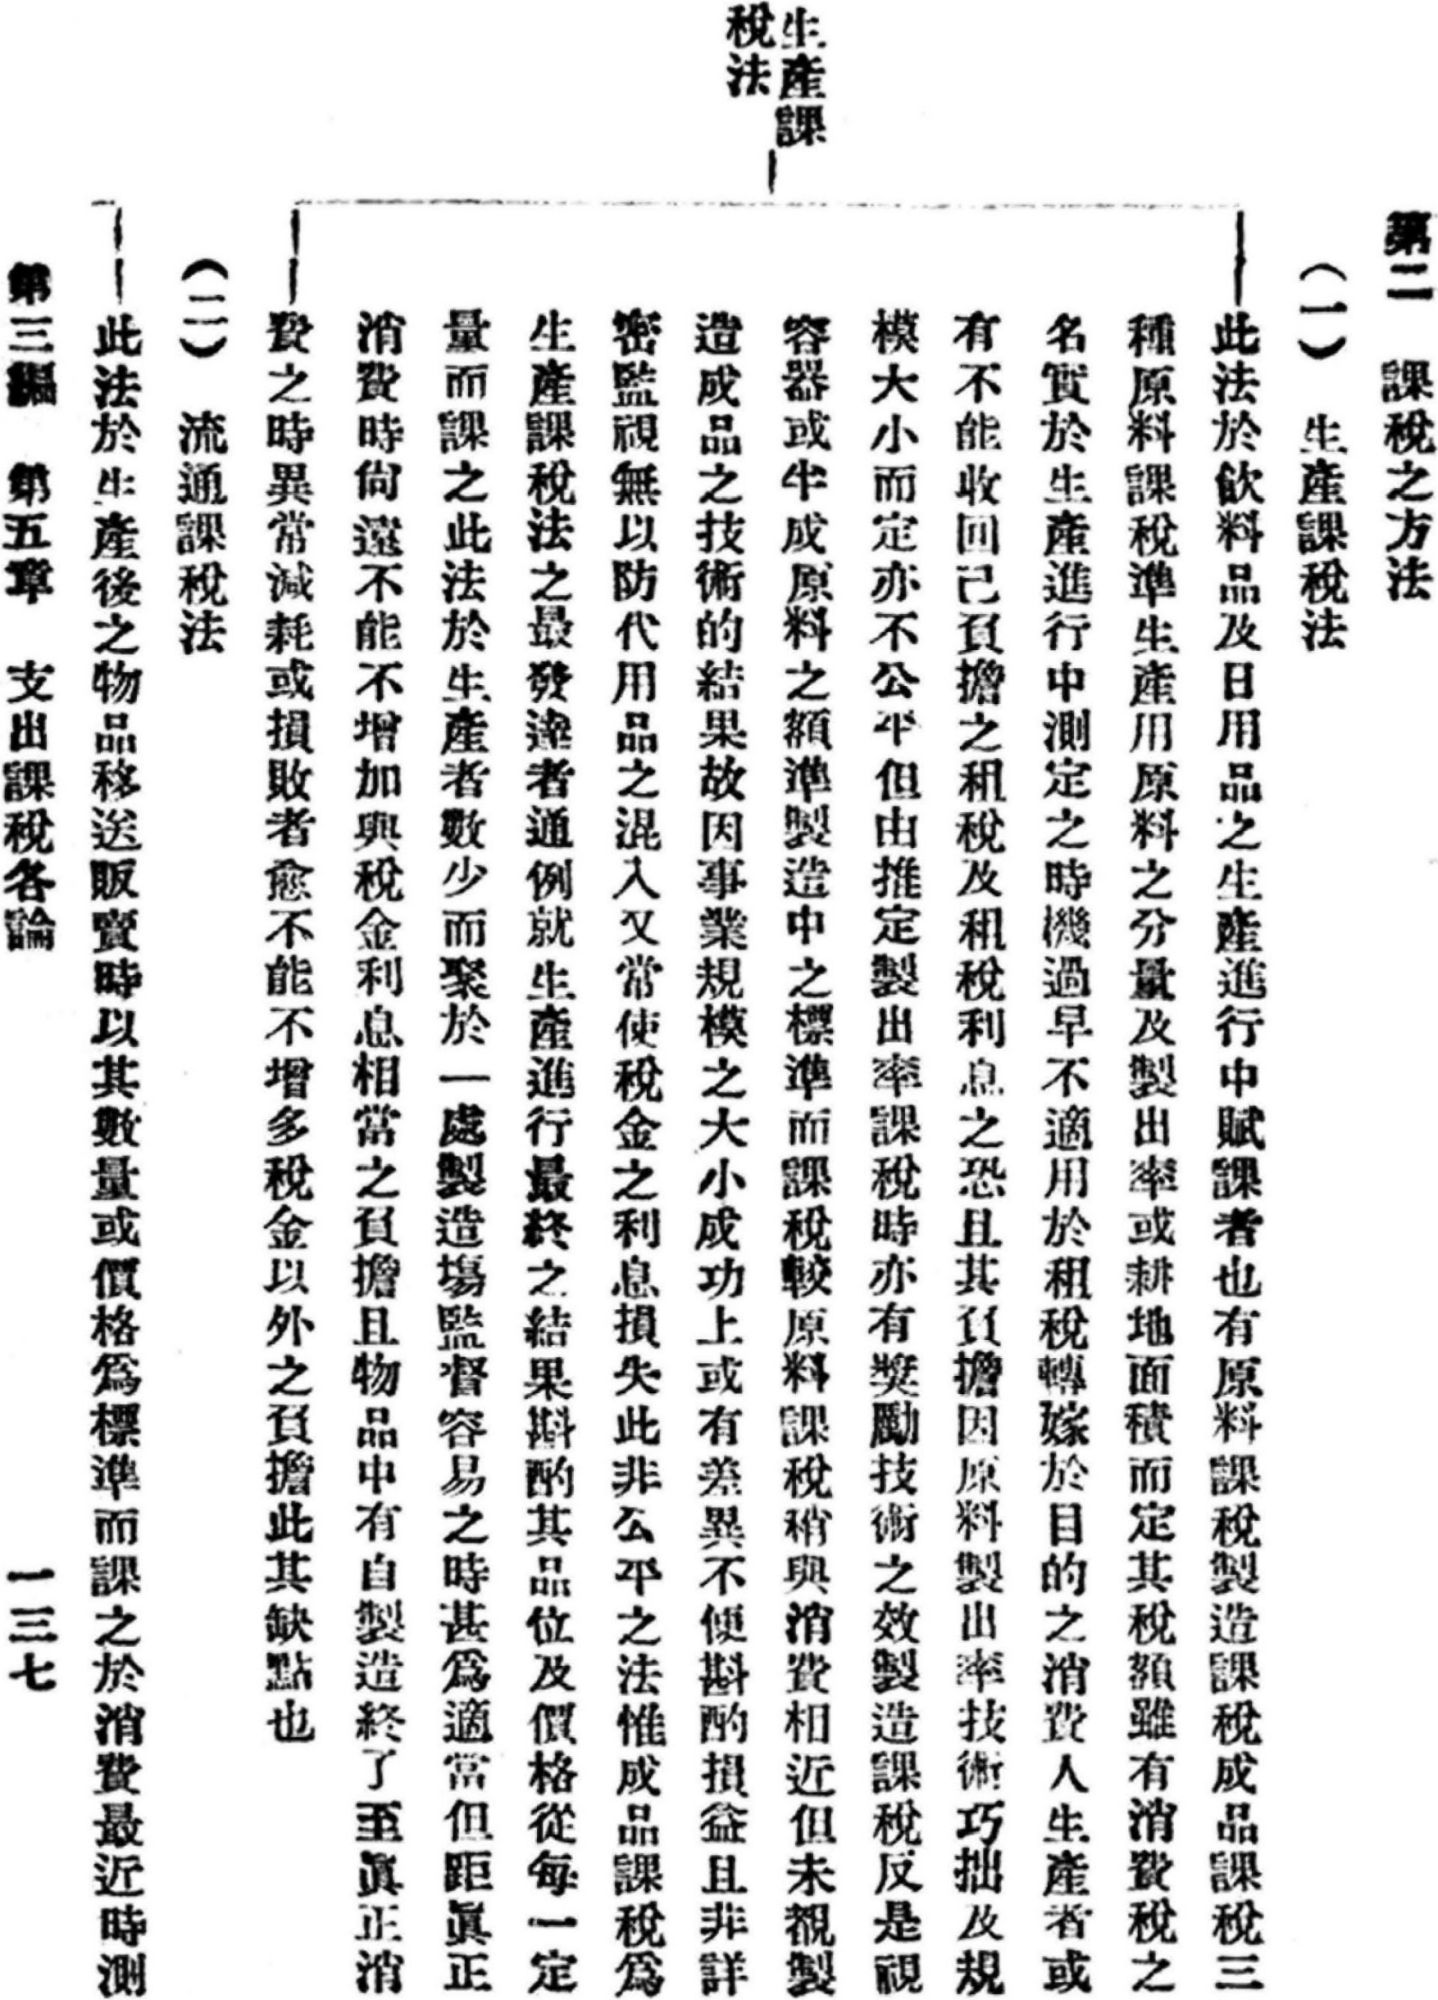 生產課
稅法
第二　課稅之方法
（一）　生產課稅法
此法於飲料品及日用品之生產進行中賦課者也有原料課稅製造課稅成品課稅三
種原料課稅準生產用原料之分量及製出率或耕地面積而定其稅額雖有消費稅之
名實於生產進行中測定之時機過早不適用於租稅轉嫁於目的之消費人生產者或
有不能收回己負擔之租稅及租稅利息之恐且其負擔因原料製出率技術巧拙及規
模大小而定亦不公平但由推定製出率課稅時亦有獎勵技術之效製造課稅反是視
容器或半成原料之額準製造中之標準而課稅較原料課稅稍與消費相近但未覩製
造成品之技術的結果故因事業規模之大小成功上或有差異不便斟酌損益且非詳
密監視無以防代用品之混入又常使稅金之利息損失此非公平之法惟成品課稅爲
生產課稅法之最發達者通例就生產進行最終之結果斟酌其品位及價格從每一定
量而課之此法於生產者數少而聚於一處製造場監督容易之時甚爲適當但距眞正
消費時尙遠不能不增加與稅金利息相當之負擔且物品中有自製造終了至眞正消
費之時異常減耗或損敗者愈不能不增多稅金以外之負擔此其缺點也
（二）　流通課稅法
此法於生產後之物品移送販賣時以其數量或價格爲標準而課之於消費最近時測
第三編　第五章　支出課稅各論　一三七